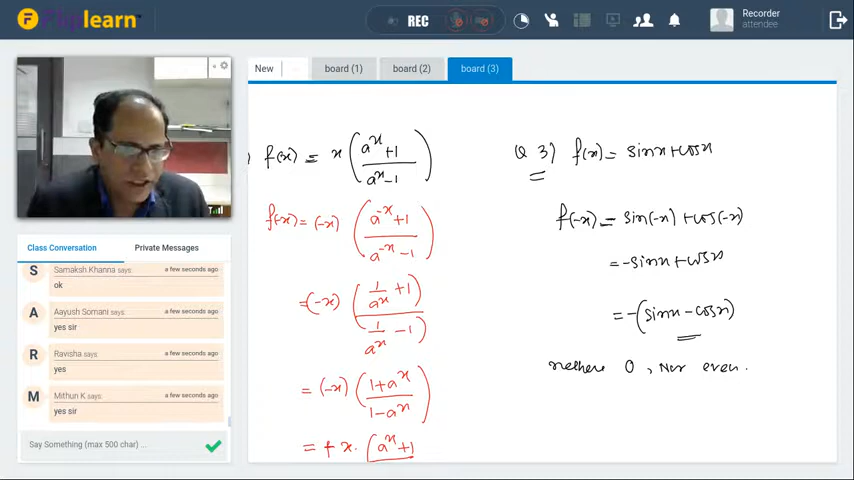 Fliplearn
REC
Recorder
attendee
New
board (1)
board (2)
board (3)
) f(x) = x (a^x+1 / a^x-1)
f(-x) = (-x) (a^-x+1 / a^-x -1)
=(-x) (1/a^x +1 / 1/a^x -1)
= (-x) (1+a^x / 1-a^x)
= + x. (a^x+1
Q 3) f(x) = sinx+cosx
f(-x) = sin(-x) +cos(-x)
= -sinx+cosx
= -(sinx-cosx)
neither O , Nor even.
Class Conversation
Private Messages
S
Samaksh Khanna says:
a few seconds ago
ok
A
Aayush Somani says:
a few seconds ago
yes sir
R
Ravisha says:
a few seconds ago
yes
M
Mithun K says:
a few seconds ago
yes sir
Say Something (max 500 char) ...